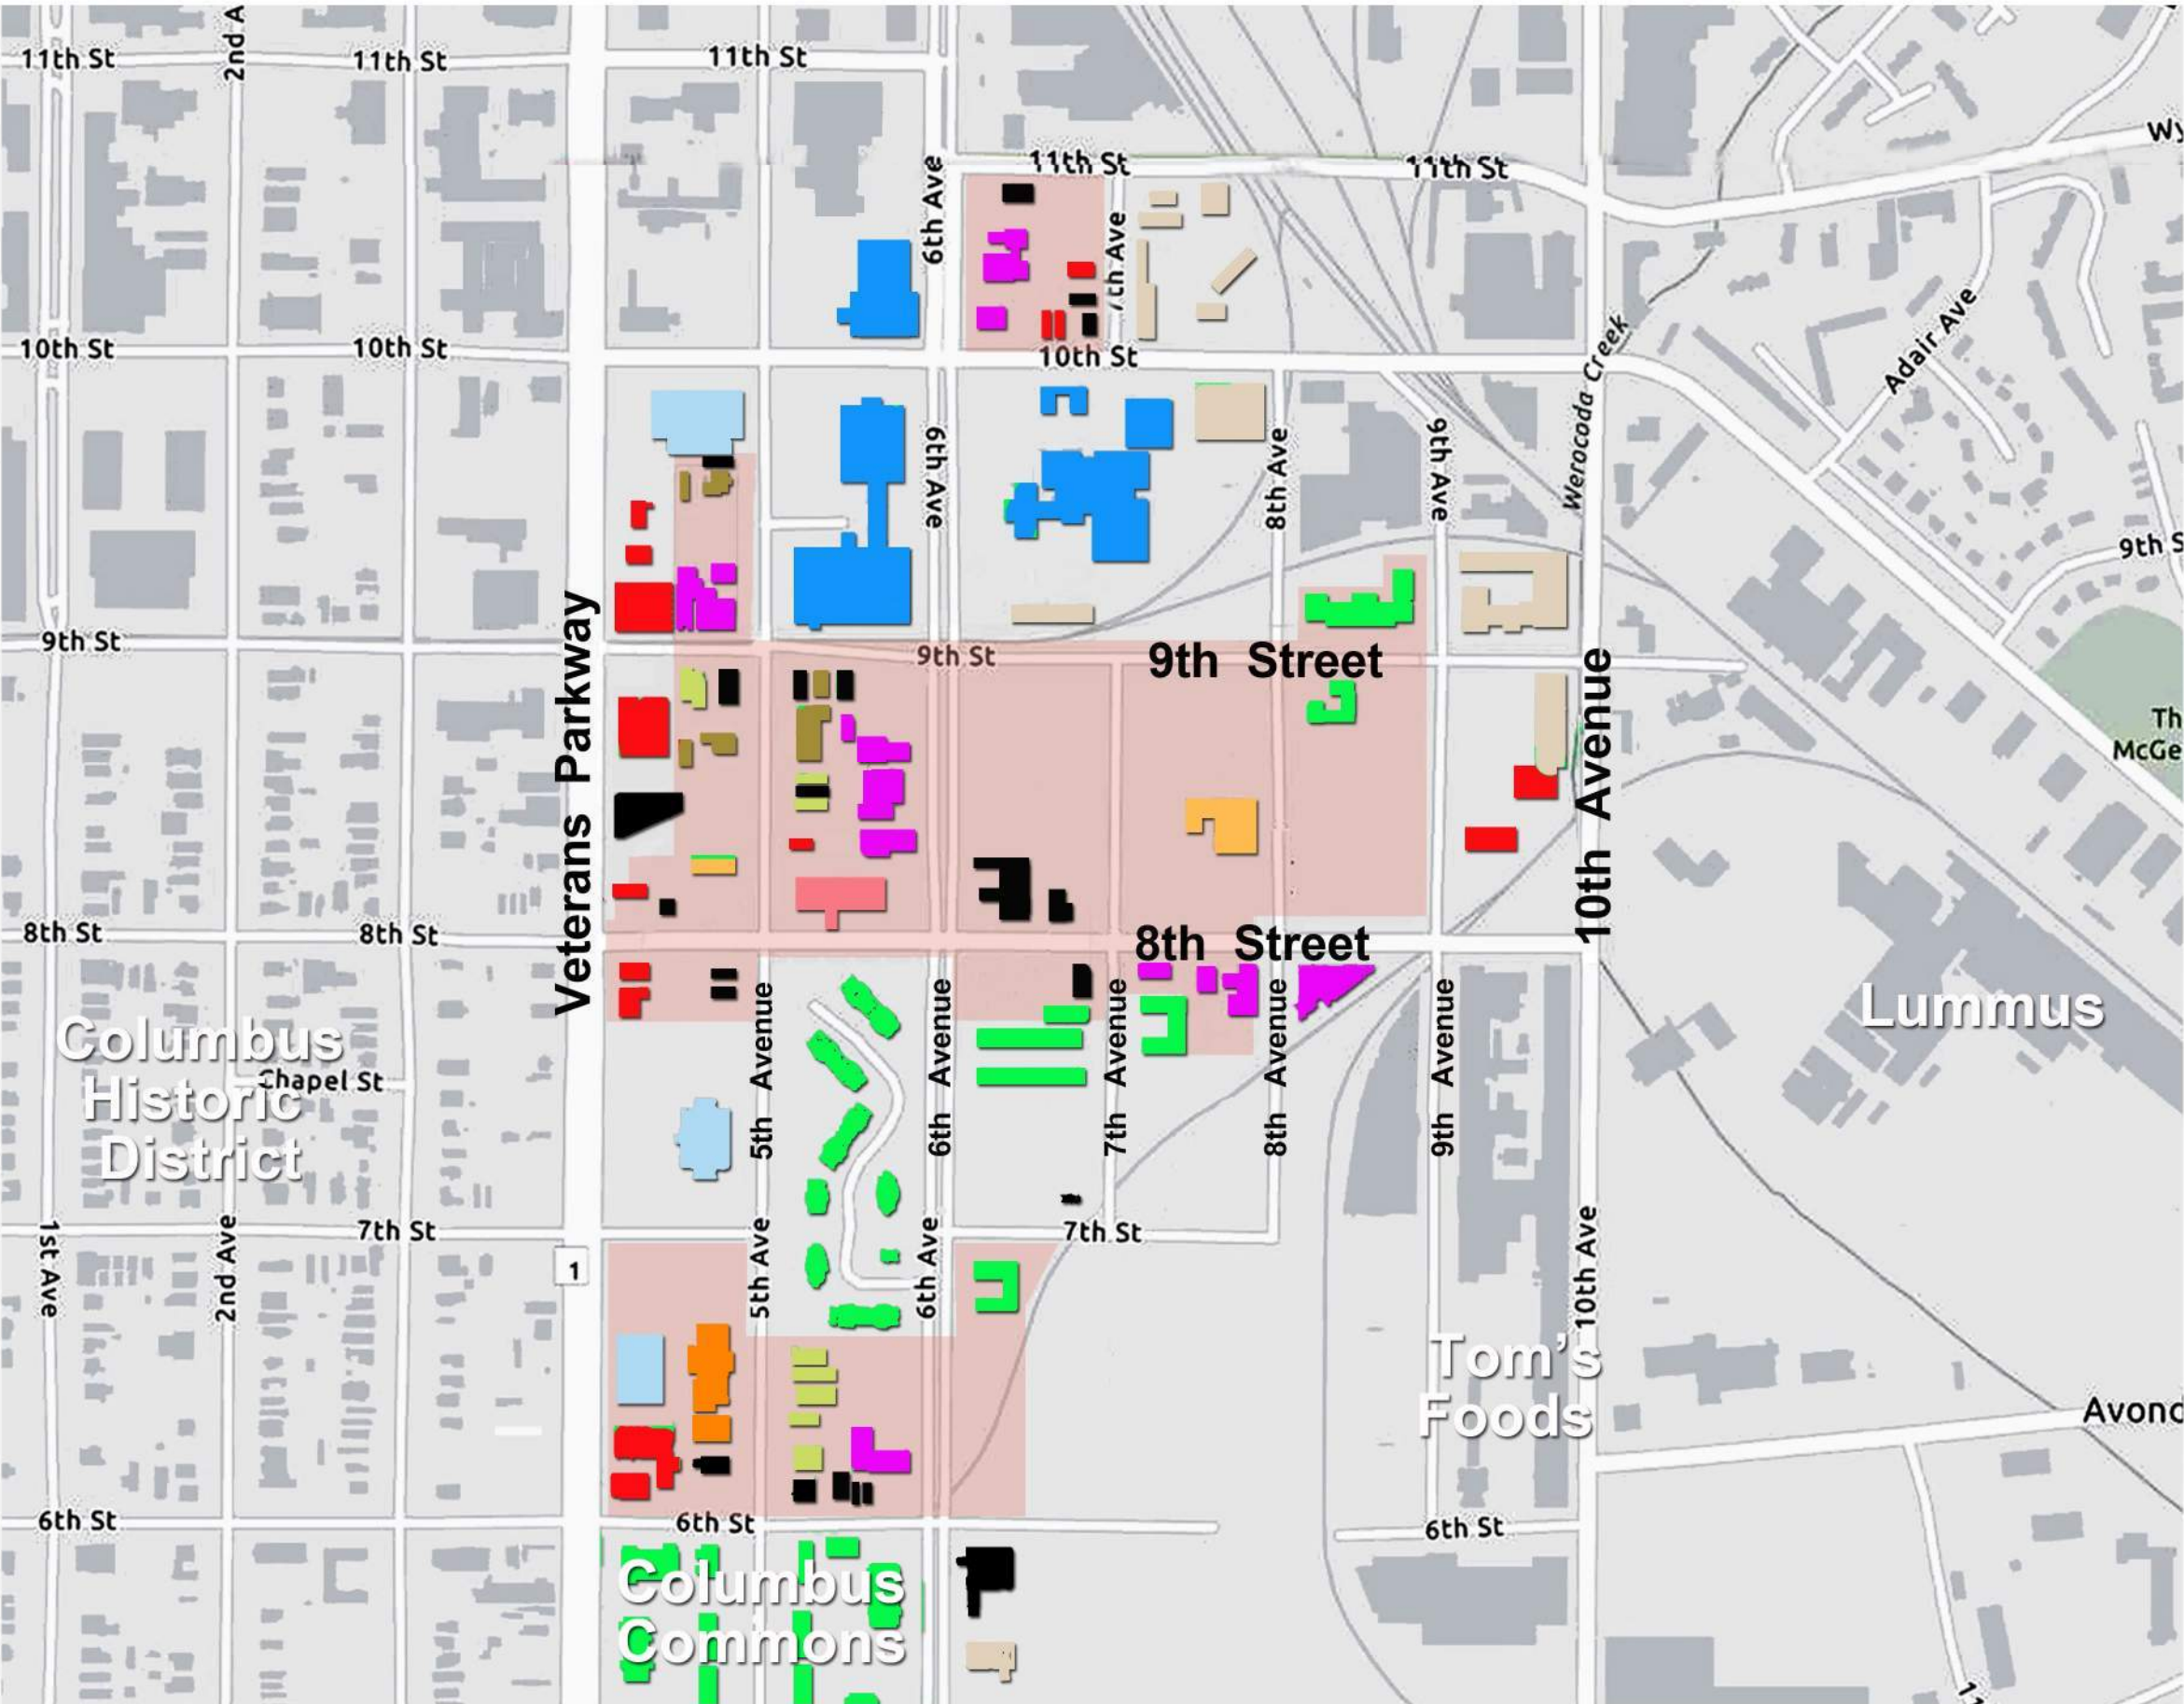 2nd A
11th St
11th St
11th St
Wy
11th St
11th St
6th Ave
7th Ave
10th St
10th St
10th St
Adair Ave
Werocoda Creek
6th Ave
8th Ave
9th Ave
9th S
9th St
9th St
9th Street
Veterans Parkway
10th Avenue
Th
McGe
8th St
8th St
8th Street
Columbus
Historic
District
Chapel St
5th Avenue
6th Avenue
7th Avenue
8th Avenue
9th Avenue
Lummus
1st Ave
2nd Ave
7th St
1
5th Ave
6th Ave
7th St
10th Ave
Tom's
Foods
Avond
6th St
6th St
6th St
Columbus
Commons
11